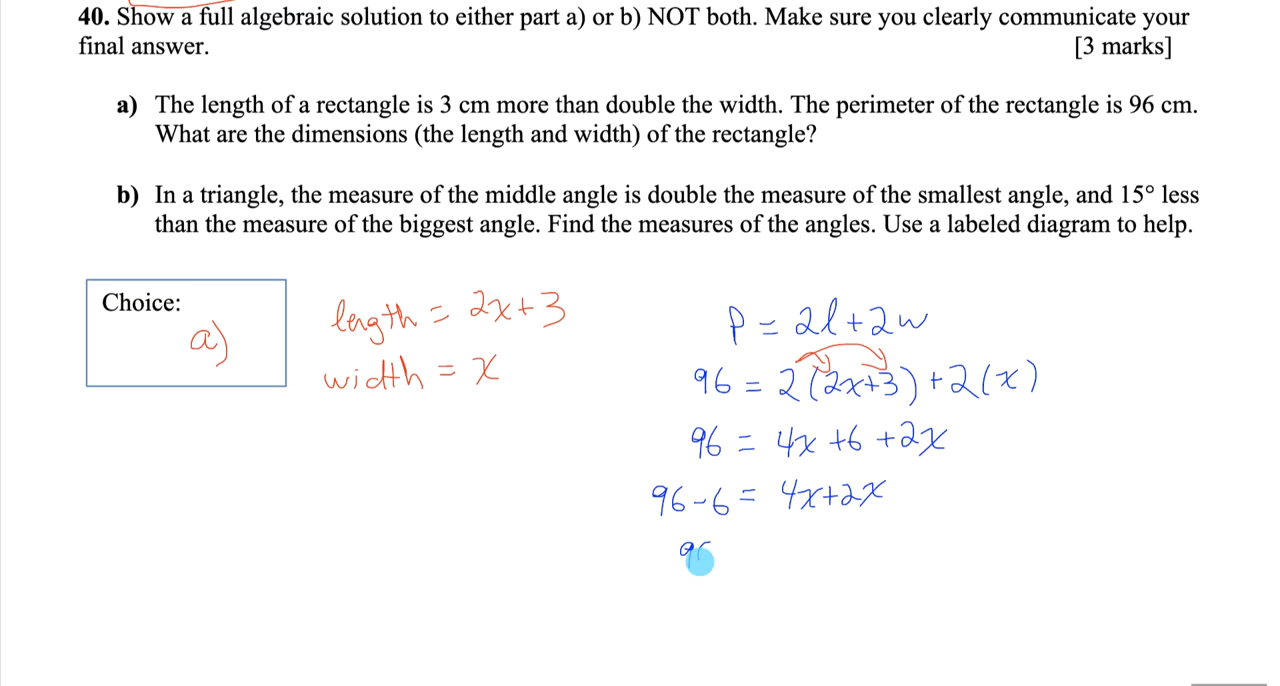 40. Show a full algebraic solution to either part a) or b) NOT both. Make sure you clearly communicate your
final answer. [3 marks]
a) The length of a rectangle is 3 cm more than double the width. The perimeter of the rectangle is 96 cm.
What are the dimensions (the length and width) of the rectangle?
b) In a triangle, the measure of the middle angle is double the measure of the smallest angle, and 15° less
than the measure of the biggest angle. Find the measures of the angles. Use a labeled diagram to help.
Choice:
a)
length = 2x+3
width = x
P = 2l+2w
96 = 2(2x+3)+2(x)
96 = 4x+6+2x
96-6 = 4x+2x